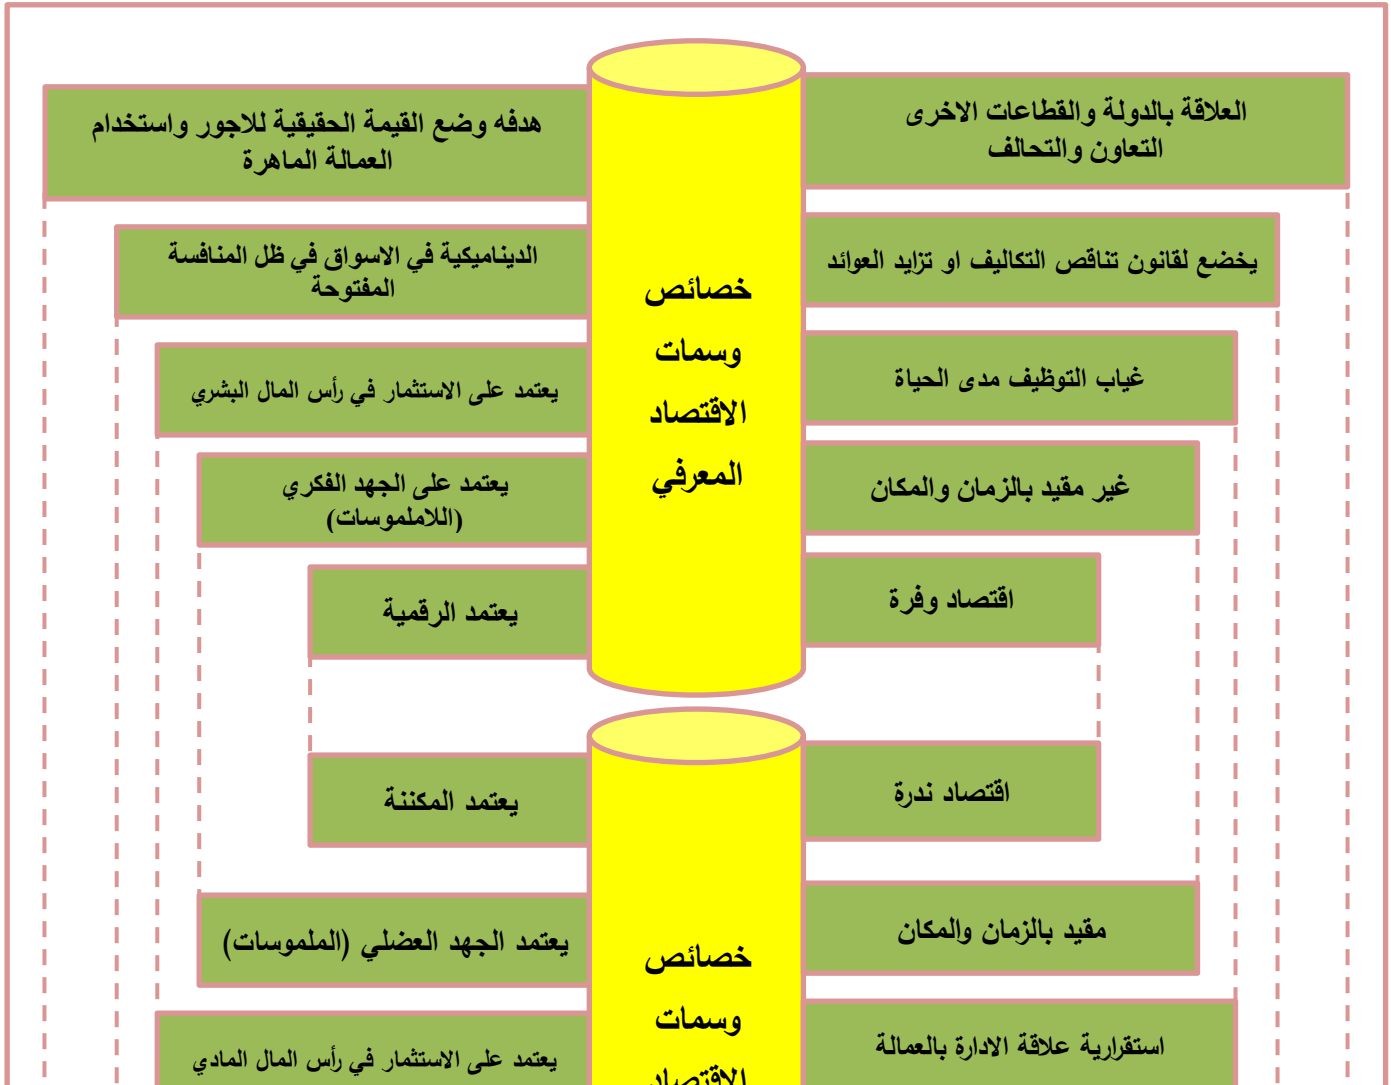 العلاقة بالدولة والقطاعات الاخرى
التعاون والتحالف
يخضع لقانون تناقص التكاليف او تزايد العوائد
غياب التوظيف مدى الحياة
غير مقيد بالزمان والمكان
اقتصاد وفرة
خصائص
وسمات
الاقتصاد
المعرفي
هدفه وضع القيمة الحقيقية للاجور واستخدام
العمالة الماهرة
الديناميكية في الاسواق في ظل المنافسة
المفتوحة
يعتمد على الاستثمار في رأس المال البشري
يعتمد على الجهد الفكري
(اللاملموسات)
يعتمد الرقمية
اقتصاد ندرة
مقيد بالزمان والمكان
استقرارية علاقة الادارة بالعمالة
خصائص
وسمات
الاقتصاد
يعتمد المكننة
يعتمد الجهد العضلي (الملموسات)
يعتمد على الاستثمار في رأس المال المادي